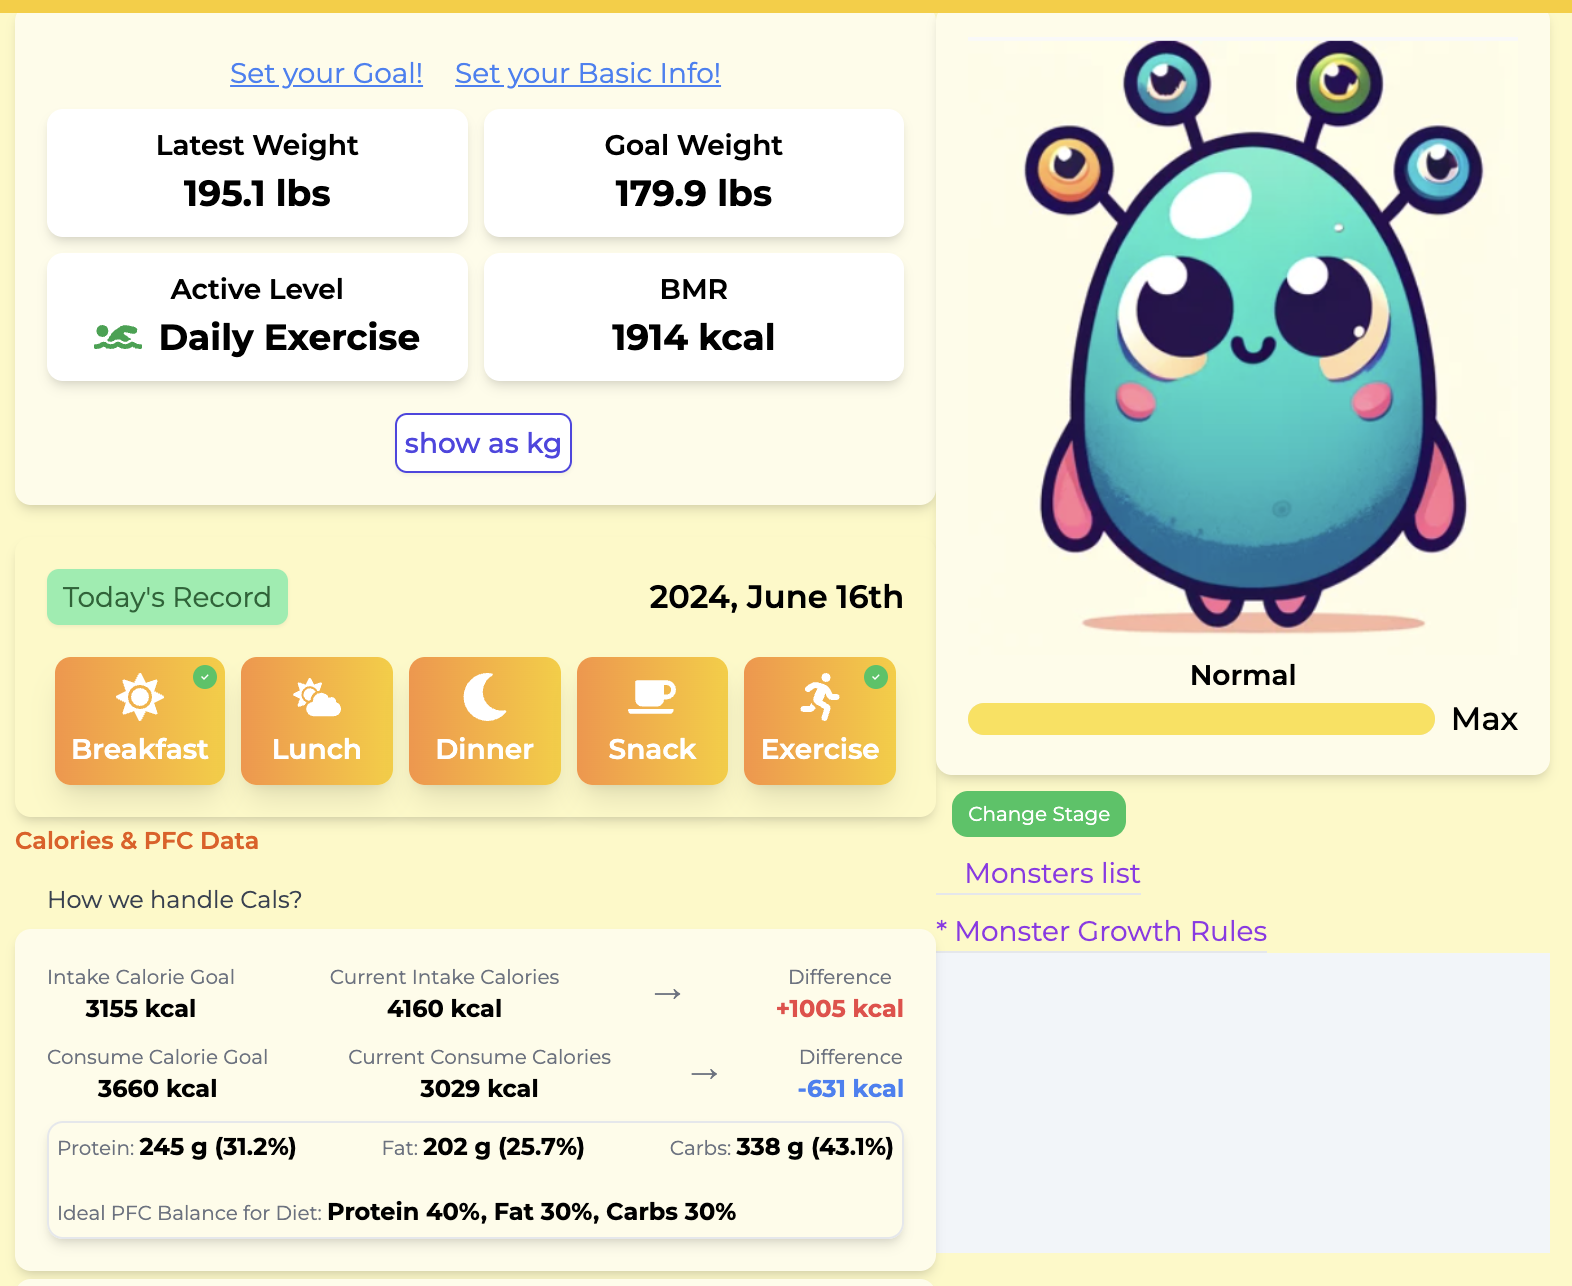 Set your Goal! Set your Basic Info!
Latest Weight
195.1 lbs
Goal Weight
179.9 lbs
Active Level
Daily Exercise
BMR
1914 kcal
show as kg
Today's Record
2024, June 16th
Breakfast
Lunch
Dinner
Snack
Exercise
Calories & PFC Data
How we handle Cals?
Intake Calorie Goal
3155 kcal
Current Intake Calories
4160 kcal
→
Difference
+1005 kcal
Consume Calorie Goal
3660 kcal
Current Consume Calories
3029 kcal
→
Difference
-631 kcal
Protein: 245 g (31.2%) Fat: 202 g (25.7%) Carbs: 338 g (43.1%)
Ideal PFC Balance for Diet: Protein 40%, Fat 30%, Carbs 30%
Normal
Max
Change Stage
Monsters list
* Monster Growth Rules